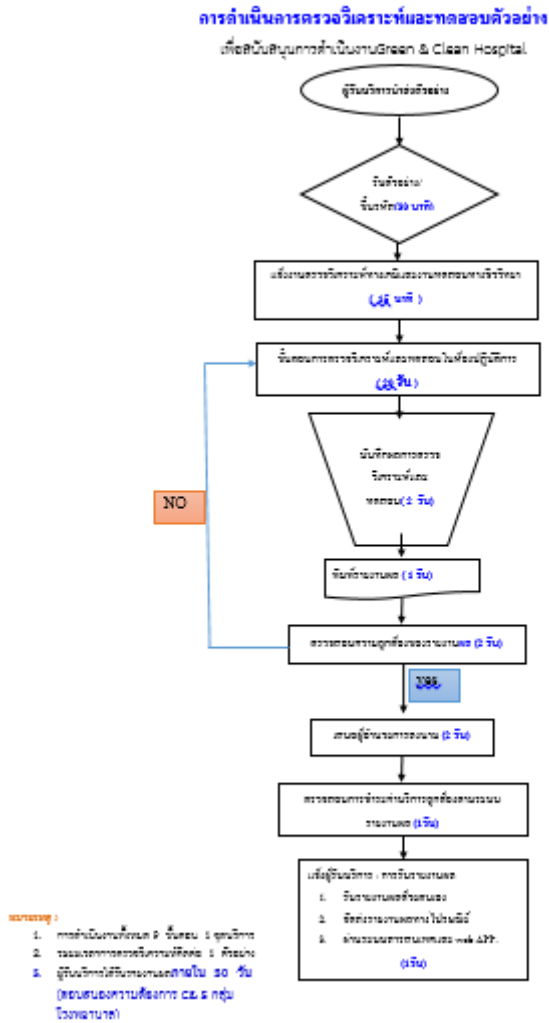 การดำเนินการตรวจวิเคราะห์และทดสอบตัวอย่าง
เพื่อสนับสนุนการดำเนินงานGreen & Clean Hospital
ผู้รับบริการนำส่งตัวอย่าง
รับตัวอย่าง/
ขึ้นรหัส(30 นาที)
แจ้งงานตรวจวิเคราะห์ทางเคมีและงานทดสอบทางชีววิทยา
นาที )
ขั้นตอนการตรวจวิเคราะห์และทดสอบในห้องปฏิบัติการ
วัน )
บันทึกผลการตรวจ
วิเคราะห์และ
ทดสอบ( วัน)
NO
พิมพ์รายงานผล ( วัน)
ตรวจสอบความถูกต้องของรายงานผล (2 วัน)
Yes
เสนอผู้อำนวยการลงนาม (2 วัน)
ตรวจสอบการชำระค่าบริการถูกต้องตามระบบ
รายงานผล (1วัน)
แจ้งผู้รับบริการ : การรับรายงานผล
1. รับรายงานผลด้วยตนเอง
2. จัดส่งรายงานผลทางไปรษณีย์
3. ผ่านระบบสารสนเทศและ web APP.
(1วัน)
หมายเหตุ :
1. การดำเนินงานทั้งหมด 9 ขั้นตอน 1 จุดบริการ
2. ระยะเวลาการตรวจวิเคราะห์คิดต่อ 1 ตัวอย่าง
3. ผู้รับบริการได้รับรายงานผลภายใน 30 วัน
(ตอบสนองความต้องการ C& S กลุ่ม
โรงพยาบาล)